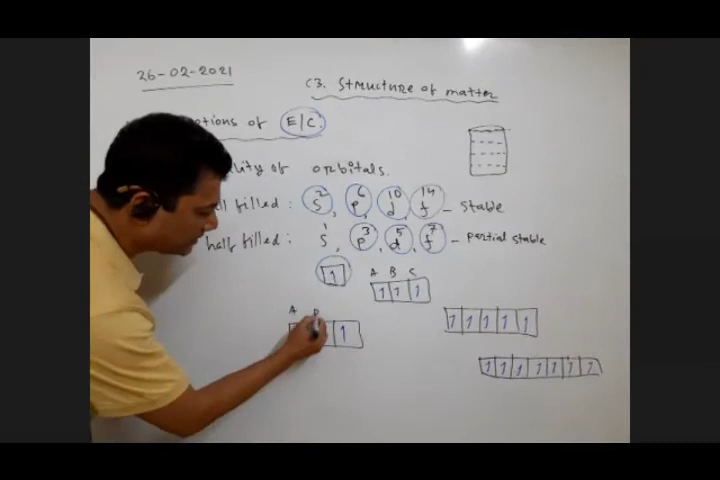 26-02-2021
C3. Structure of matter
of E/C.
of orbitals.
filled: s², p⁶, d¹⁰, f¹⁴ – stable
half filled: s¹, p³, d⁵, f⁷ – partial stable
1
A B C
1 1 1
A
1
1 1 1 1 1
1 1 1 1 1 1 1